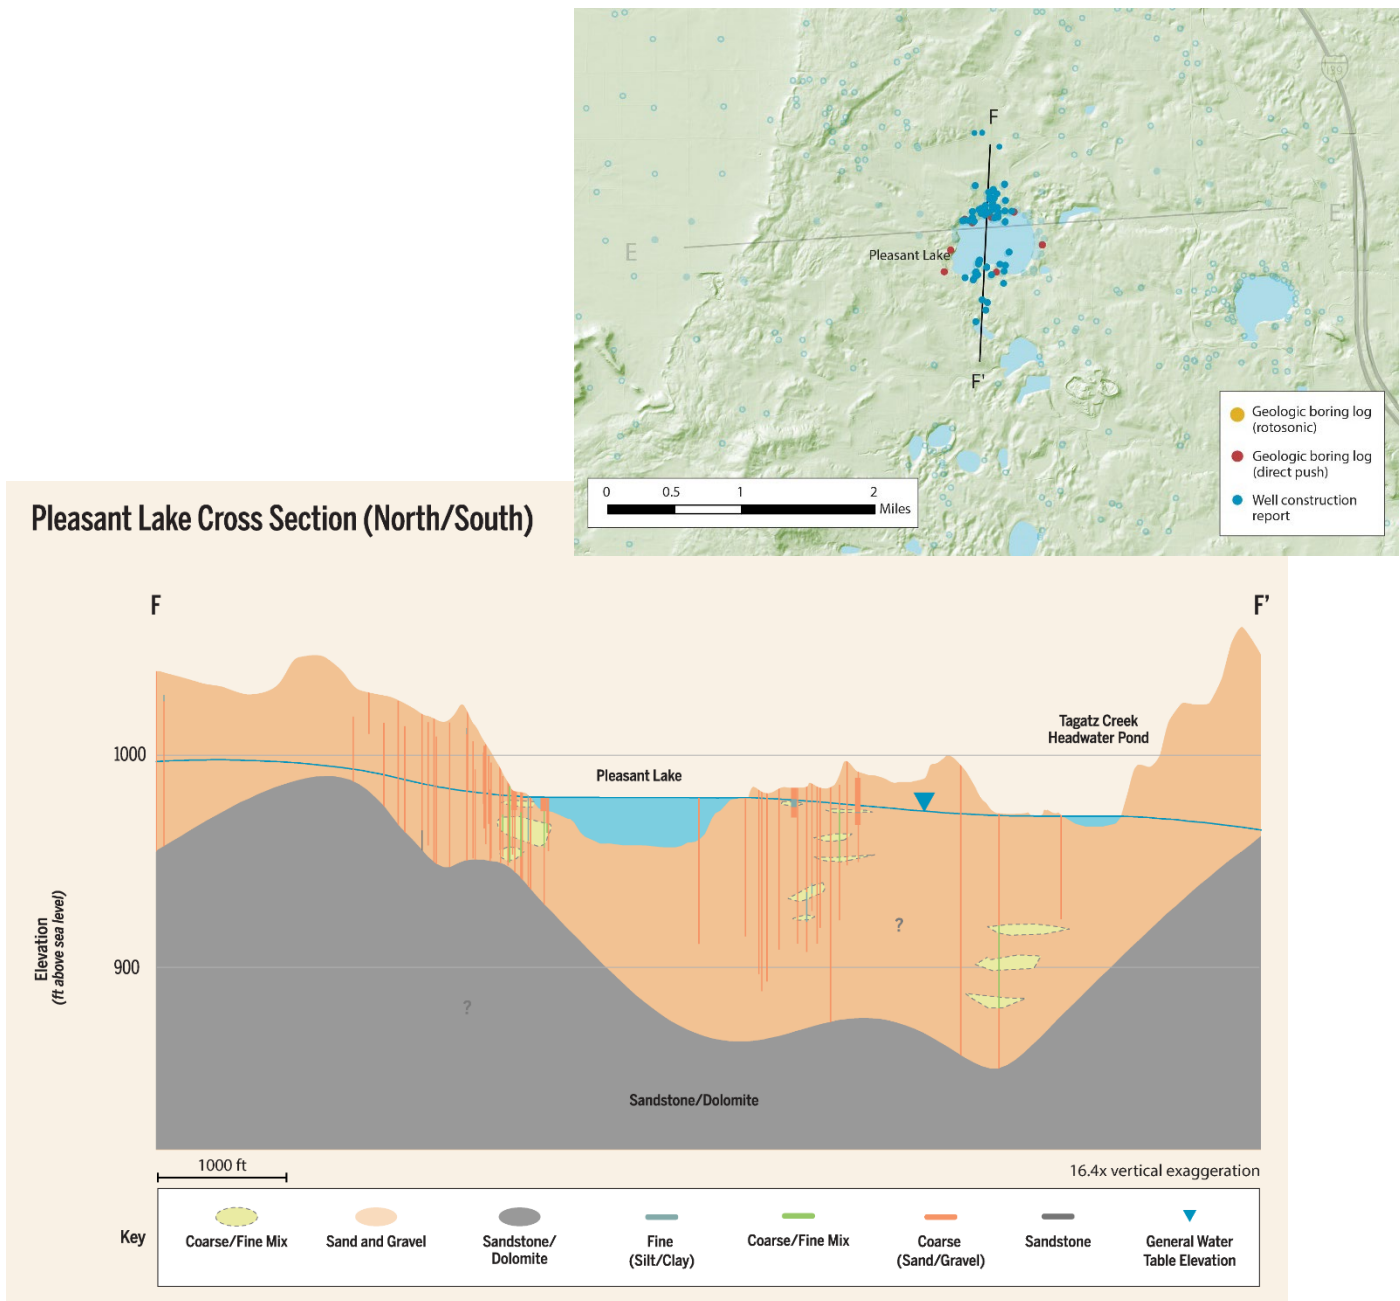 F
E
E'
Pleasant Lake
F'
39
Geologic boring log
(rotosonic)
Geologic boring log
(direct push)
Well construction
report
0 0.5 1 2
Miles
Pleasant Lake Cross Section (North/South)
F
F’
Tagatz Creek
Headwater Pond
1000
Pleasant Lake
900
Elevation
(ft above sea level)
?
?
Sandstone/Dolomite
1000 ft
16.4x vertical exaggeration
Key
Coarse/Fine Mix
Sand and Gravel
Sandstone/
Dolomite
Fine
(Silt/Clay)
Coarse/Fine Mix
Coarse
(Sand/Gravel)
Sandstone
General Water
Table Elevation